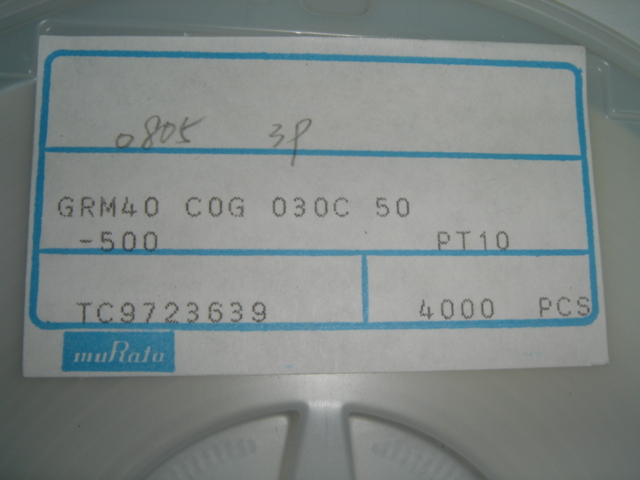 0805 3P
GRM40 COG 030C 50
-500 PT10
TC9723639 4000 PCS
muRata